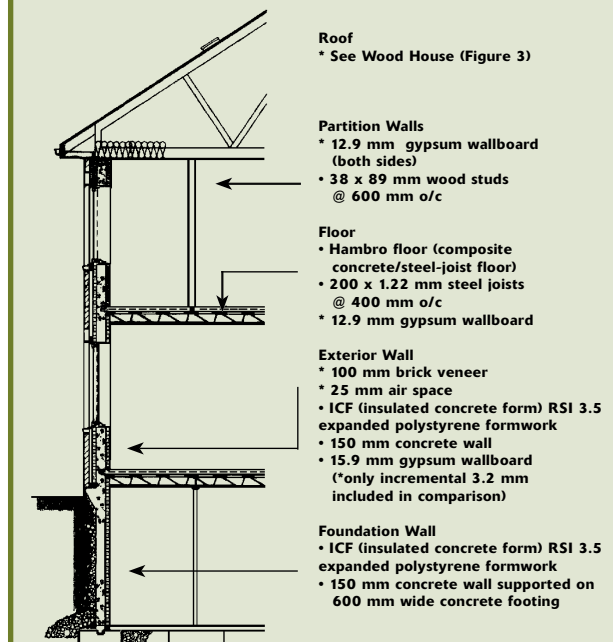 Roof
* See Wood House (Figure 3)
Partition Walls
* 12.9 mm gypsum wallboard
(both sides)
• 38 x 89 mm wood studs
@ 600 mm o/c
Floor
• Hambro floor (composite
concrete/steel-joist floor)
• 200 x 1.22 mm steel joists
@ 400 mm o/c
* 12.9 mm gypsum wallboard
Exterior Wall
* 100 mm brick veneer
* 25 mm air space
• ICF (insulated concrete form) RSI 3.5
expanded polystyrene formwork
• 150 mm concrete wall
• 15.9 mm gypsum wallboard
(*only incremental 3.2 mm
included in comparison)
Foundation Wall
• ICF (insulated concrete form) RSI 3.5
expanded polystyrene formwork
• 150 mm concrete wall supported on
600 mm wide concrete footing